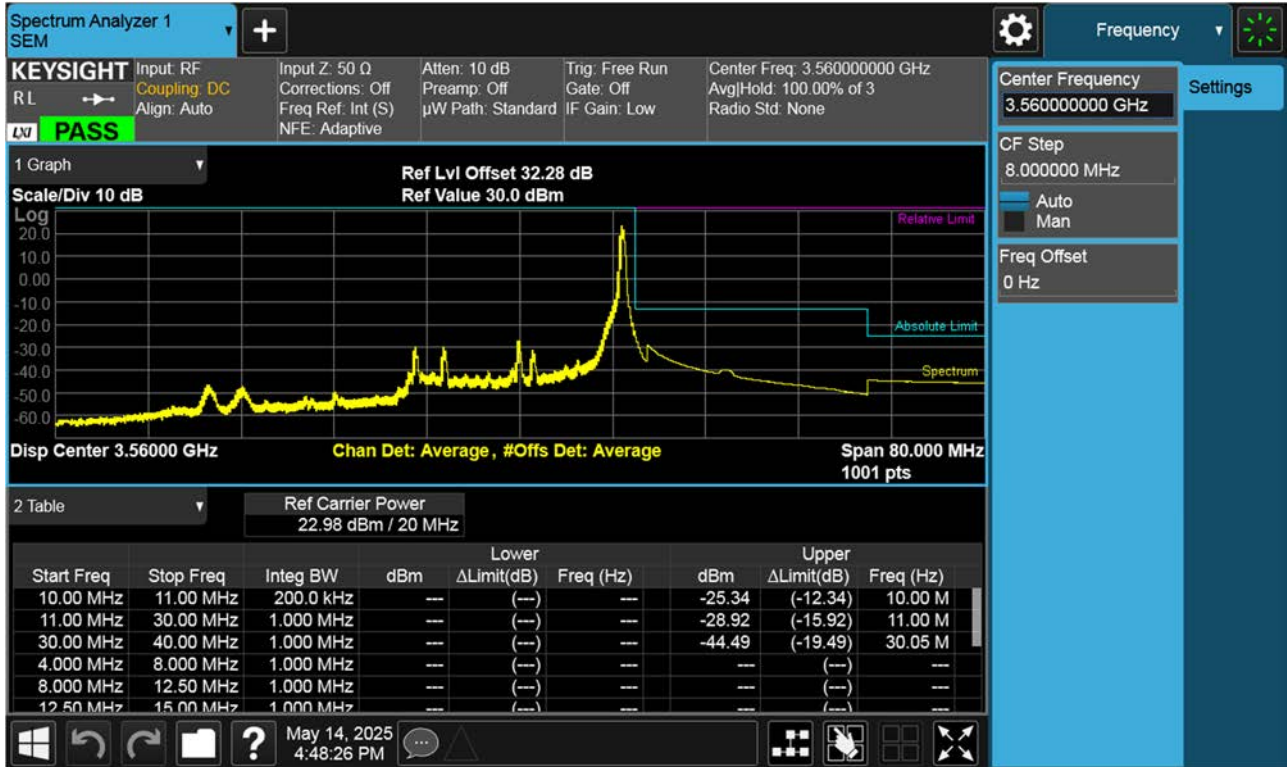 Spectrum Analyzer 1
SEM
Frequency
KEYSIGHT
RL
LXI
PASS
Input: RF
Coupling: DC
Align: Auto
Input Z: 50 Ω
Corrections: Off
Freq Ref: Int (S)
NFE: Adaptive
Atten: 10 dB
Preamp: Off
µW Path: Standard
Trig: Free Run
Gate: Off
IF Gain: Low
Center Freq: 3.560000000 GHz
Avg|Hold: 100.00% of 3
Radio Std: None
Center Frequency
3.560000000 GHz
Settings
CF Step
8.000000 MHz
Auto
Man
Freq Offset
0 Hz
1 Graph
Scale/Div 10 dB
Ref Lvl Offset 32.28 dB
Ref Value 30.0 dBm
Log
20.0
10.0
0.00
-10.0
-20.0
-30.0
-40.0
-50.0
-60.0
Relative Limit
Absolute Limit
Spectrum
Disp Center 3.56000 GHz
Chan Det: Average, #Offs Det: Average
Span 80.000 MHz
1001 pts
2 Table
Ref Carrier Power
22.98 dBm / 20 MHz
Lower Upper
Start Freq Stop Freq Integ BW dBm ΔLimit(dB) Freq (Hz) dBm ΔLimit(dB) Freq (Hz)
10.00 MHz 11.00 MHz 200.0 kHz --- (---) --- -25.34 (-12.34) 10.00 M
11.00 MHz 30.00 MHz 1.000 MHz --- (---) --- -28.92 (-15.92) 11.00 M
30.00 MHz 40.00 MHz 1.000 MHz --- (---) --- -44.49 (-19.49) 30.05 M
4.000 MHz 8.000 MHz 1.000 MHz --- (---) --- --- (---) ---
8.000 MHz 12.50 MHz 1.000 MHz --- (---) --- --- (---) ---
12.50 MHz 15.00 MHz 1.000 MHz --- (---) --- --- (---) ---
May 14, 2025
4:48:26 PM